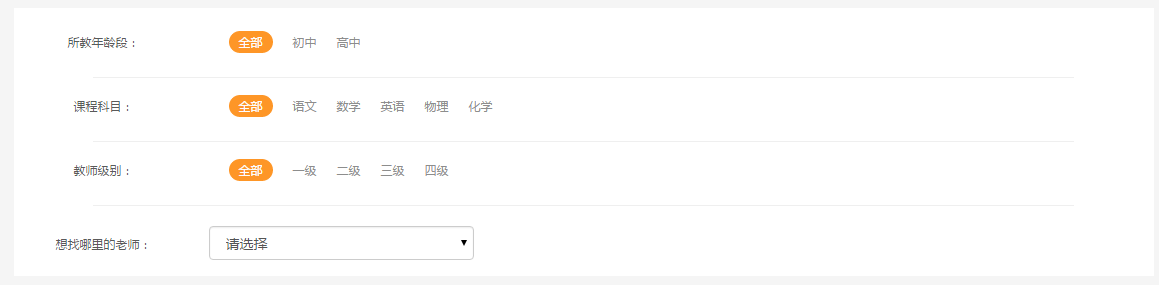 所教年龄段： 全部 初中 高中
课程科目： 全部 语文 数学 英语 物理 化学
教师级别： 全部 一级 二级 三级 四级
想找哪里的老师： 请选择